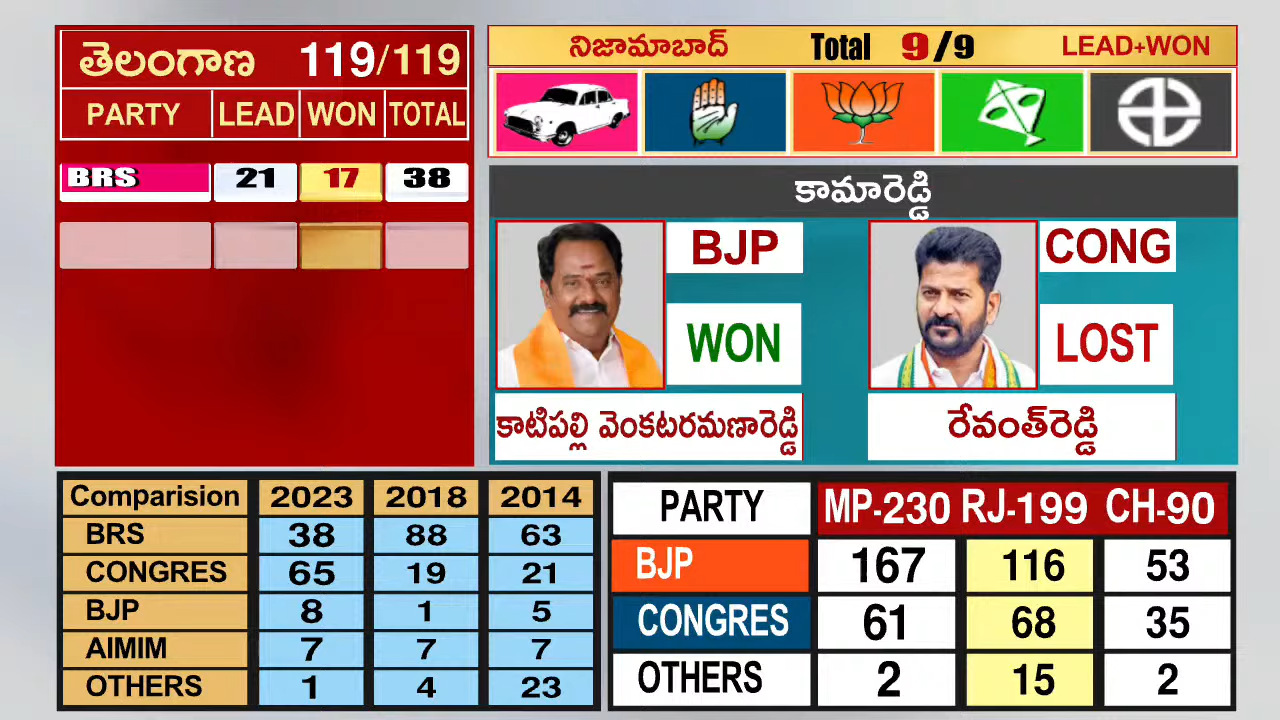 తెలంగాణ 119/119
PARTY LEAD WON TOTAL
BRS 21 17 38
నిజామాబాద్ Total 9/9 LEAD+WON
కామారెడ్డి
BJP
WON
కాటిపల్లి వెంకటరమణారెడ్డి
CONG
LOST
రేవంత్‌రెడ్డి
Comparision 2023 2018 2014
BRS 38 88 63
CONGRES 65 19 21
BJP 8 1 5
AIMIM 7 7 7
OTHERS 1 4 23
PARTY MP-230 RJ-199 CH-90
BJP 167 116 53
CONGRES 61 68 35
OTHERS 2 15 2